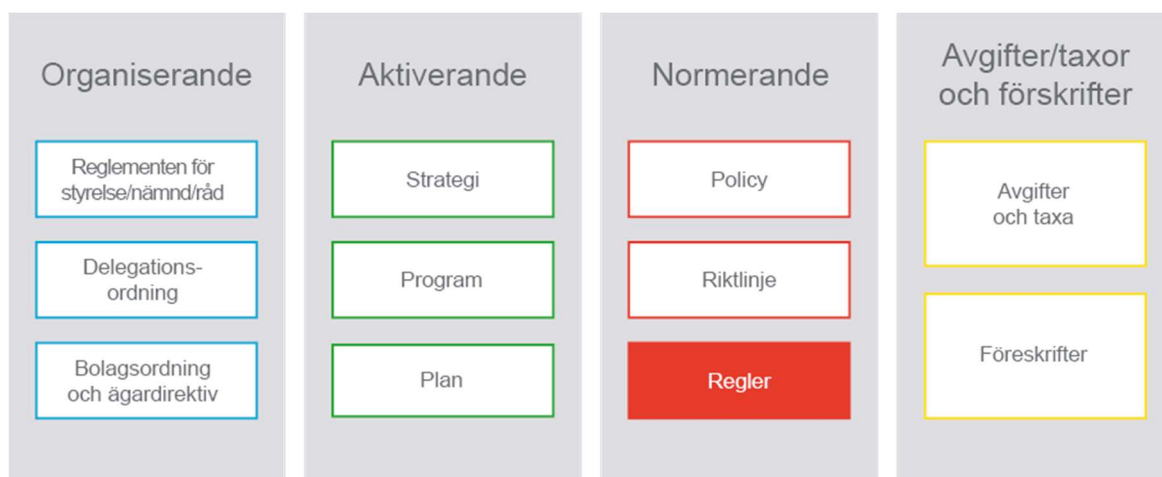 Organiserande
Reglementen för
styrelse/nämnd/råd
Delegations-
ordning
Bolagsordning
och ägardirektiv
Aktiverande
Strategi
Program
Plan
Normerande
Policy
Riktlinje
Regler
Avgifter/taxor
och förskrifter
Avgifter
och taxa
Föreskrifter